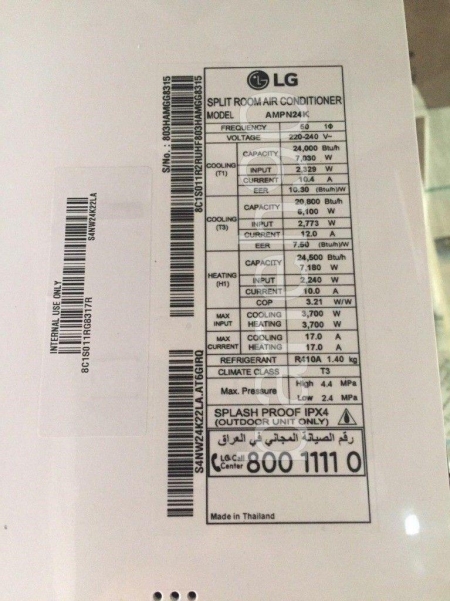 LG
SPLIT ROOM AIR CONDITIONER
MODEL AMPN24K
FREQUENCY 50 1Φ
VOLTAGE 220-240 V~
COOLING (T1) CAPACITY 24,000 Btu/h
7,030 W
INPUT 2,329 W
CURRENT 10.4 A
EER 10.30 (Btu/h)/W
COOLING (T3) CAPACITY 20,800 Btu/h
6,100 W
INPUT 2,773 W
CURRENT 12.0 A
EER 7.50 (Btu/h)/W
HEATING (H1) CAPACITY 24,500 Btu/h
7,180 W
INPUT 2,240 W
CURRENT 10.0 A
COP 3.21 W/W
MAX INPUT COOLING 3,700 W
HEATING 3,700 W
MAX CURRENT COOLING 17.0 A
HEATING 17.0 A
REFRIGERANT R410A 1.40 kg
CLIMATE CLASS T3
Max. Pressure High 4.4 MPa
Low 2.4 MPa
SPLASH PROOF IPX4
(OUTDOOR UNIT ONLY)
رقم الصيانة المجاني في العراق
LG Call Center 800 1111 0
Made in Thailand
S/No.: 803HAMGG8315
8C1S011R2RUHF803HAMGG8315
S4NW24K22LA.AT6GIRQ
S4NW24K22LA
INTERNAL USE ONLY
8C1S011RG8317R